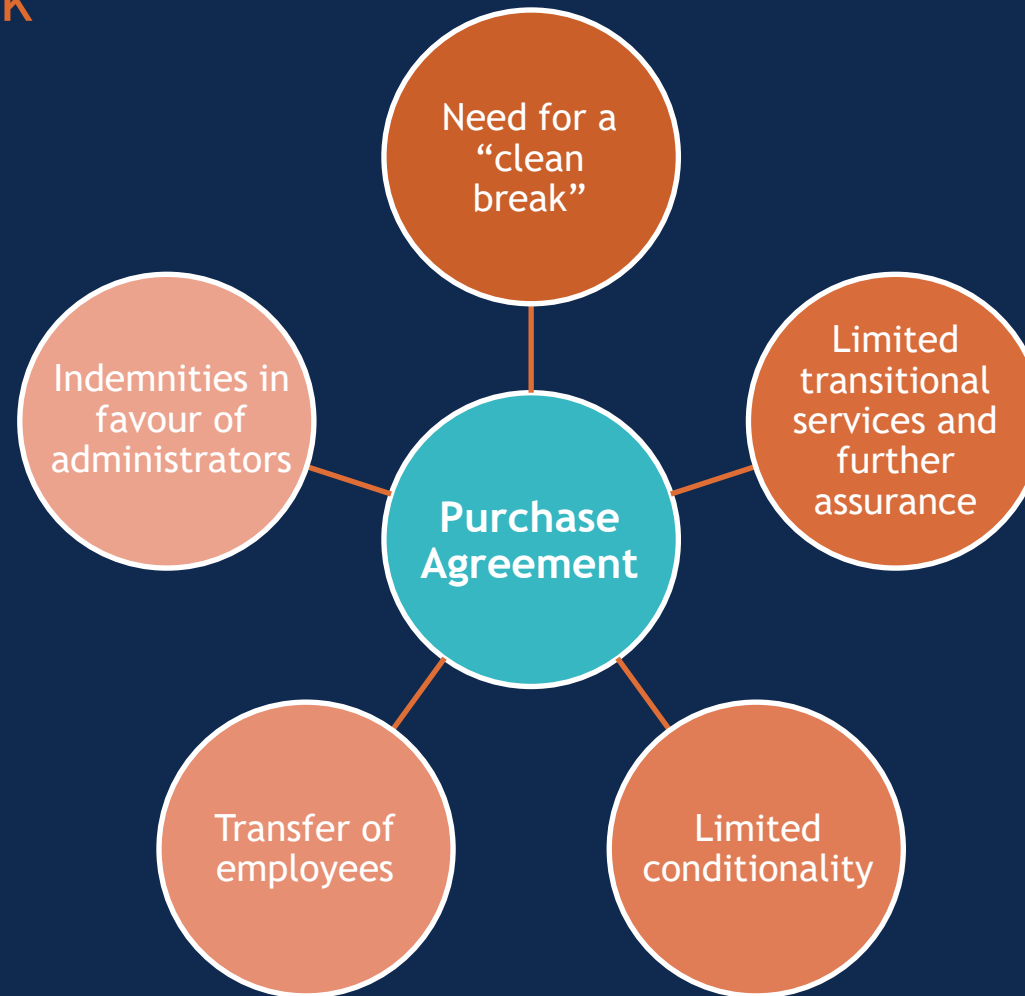 K
Need for a
“clean
break”
Limited
transitional
services and
further
assurance
Limited
conditionality
Transfer of
employees
Indemnities in
favour of
administrators
Purchase
Agreement